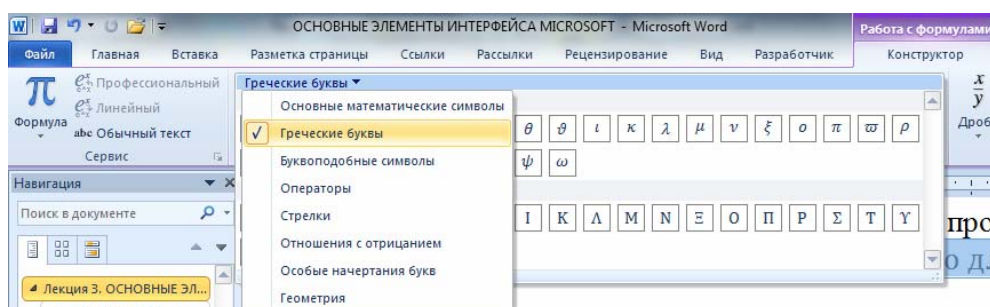 ОСНОВНЫЕ ЭЛЕМЕНТЫ ИНТЕРФЕЙСА MICROSOFT - Microsoft Word
Работа с формулами
Файл Главная Вставка Разметка страницы Ссылки Рассылки Рецензирование Вид Разработчик Конструктор
π Формула
Профессиональный
Линейный
abc Обычный текст
Сервис
Греческие буквы
Основные математические символы
Греческие буквы
Буквоподобные символы
Операторы
Стрелки
Отношения с отрицанием
Особые начертания букв
Геометрия
θ ϑ ι κ λ μ ν ξ ο π ϖ ρ
ψ ω
Ι Κ Λ Μ Ν Ξ Ο Π Ρ Σ Τ Υ
x
y
Дроб
Навигация
Поиск в документе
Лекция 3. ОСНОВНЫЕ ЭЛ...
про
о д